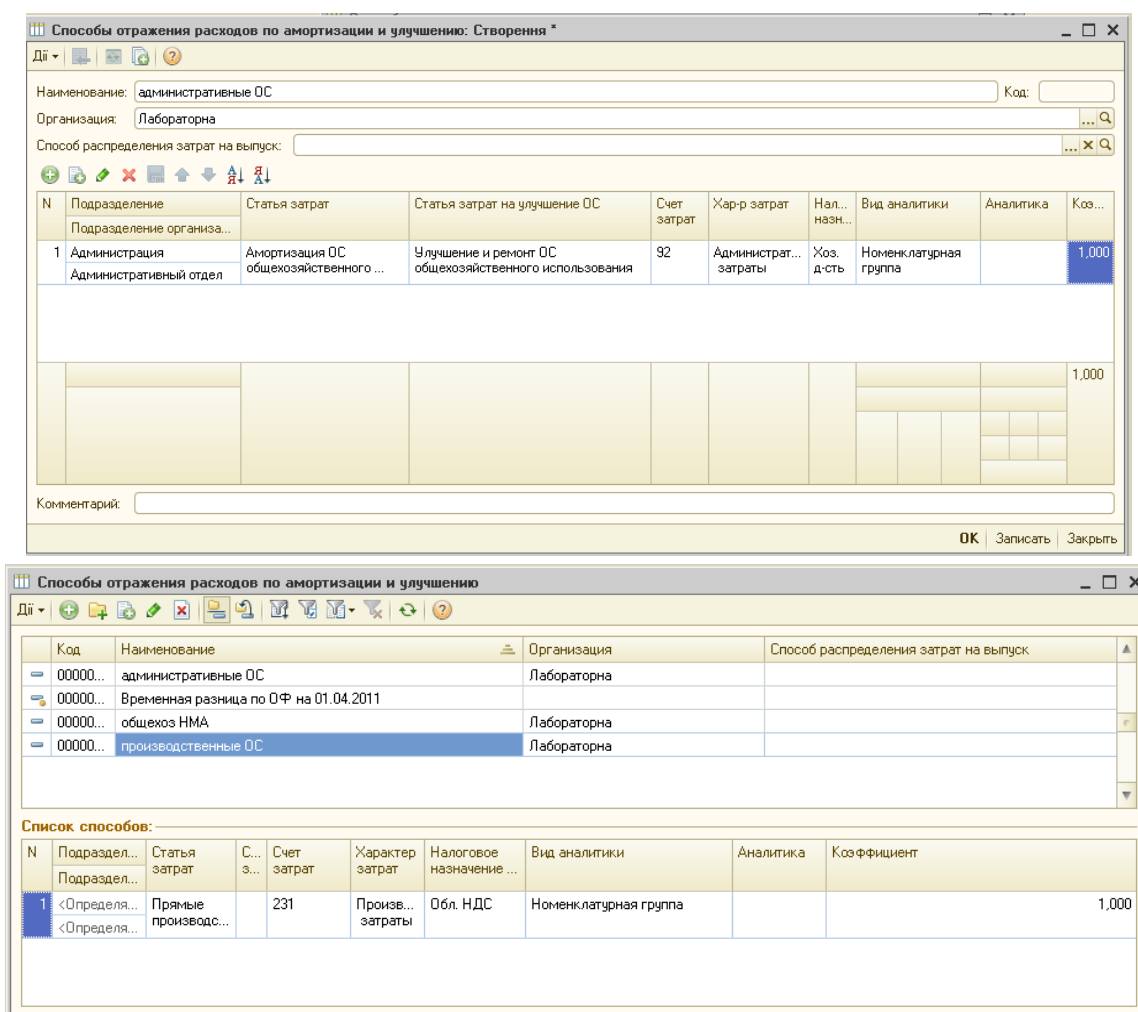 Способы отражения расходов по амортизации и улучшению: Створення *
Дії
Наименование: административные ОС Код:
Организация: Лабораторна
Способ распределения затрат на выпуск:
N Подразделение Статья затрат Статья затрат на улучшение ОС Счет затрат Хар-р затрат Нал... назн... Вид аналитики Аналитика Коэ...
Подразделение организа...
1 Администрация Амортизация ОС Улучшение и ремонт ОС 92 Администрат... Хоз. Номенклатурная 1,000
Административный отдел общехозяйственного ... общехозяйственного использования затраты д-сть группа
1,000
Комментарий:
OK Записать Закрыть
Способы отражения расходов по амортизации и улучшению
Дії
Код Наименование Организация Способ распределения затрат на выпуск
00000... административные ОС Лабораторна
00000... Временная разница по ОФ на 01.04.2011
00000... общехоз НМА Лабораторна
00000... производственные ОС Лабораторна
Список способов:
N Подраздел... Статья С... Счет Характер Налоговое Вид аналитики Аналитика Коэффициент
Подраздел... затрат з... затрат затрат назначение ...
1 <Определя... Прямые 231 Произв... Обл. НДС Номенклатурная группа 1,000
<Определя... производс... затраты